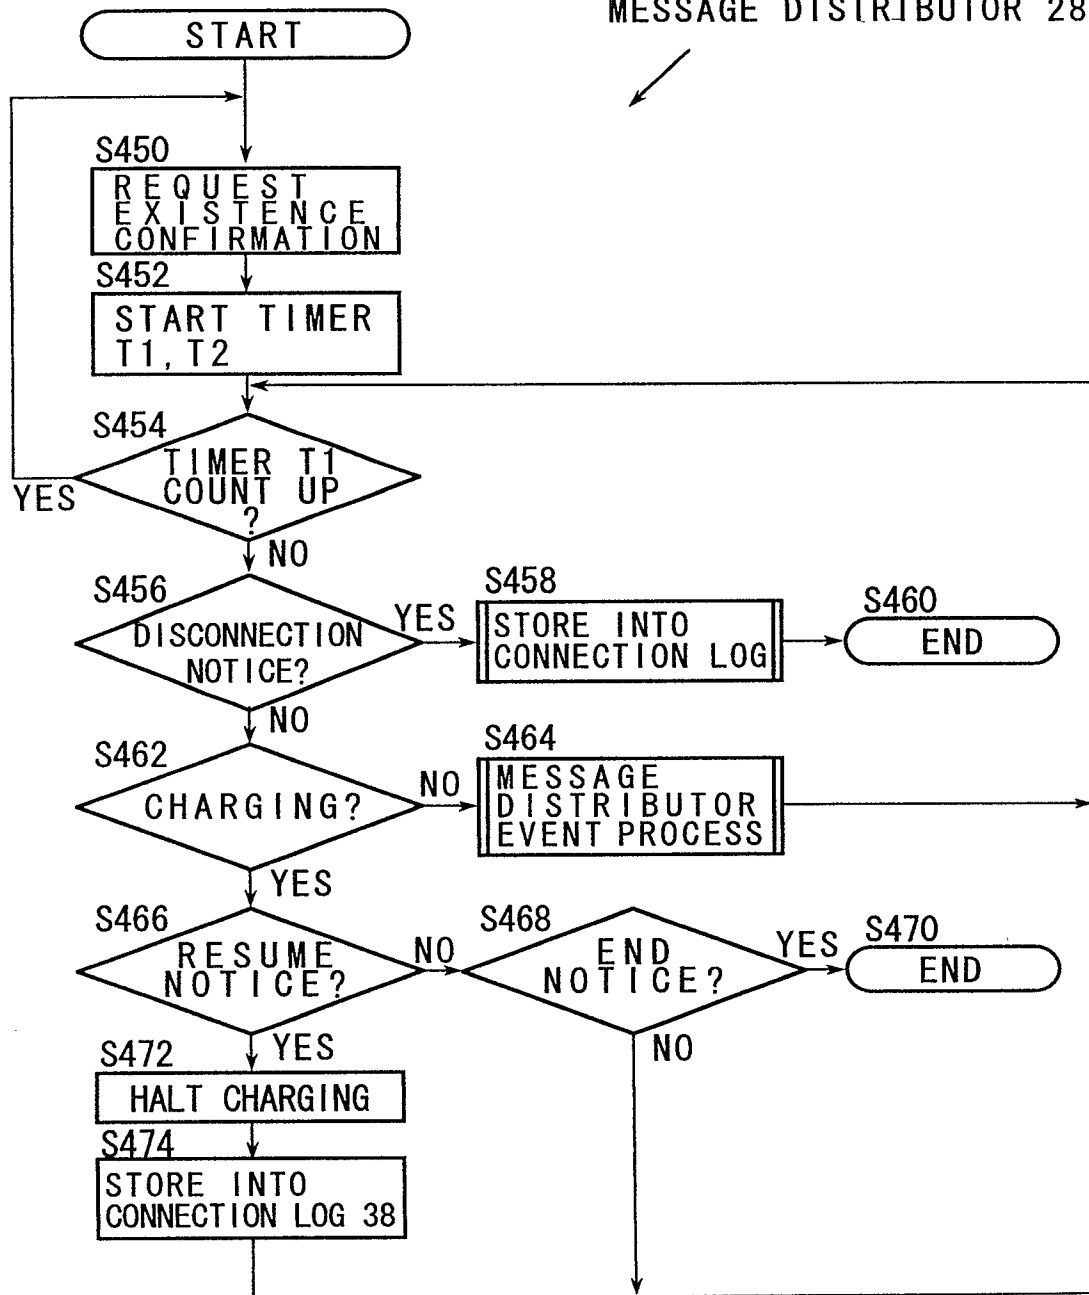 MESSAGE DISTRIBUTOR 28
START
S450
REQUEST
EXISTENCE
CONFIRMATION
S452
START TIMER
T1, T2
S454
TIMER T1
COUNT UP
?
YES
NO
S456
DISCONNECTION
NOTICE?
YES
S458
STORE INTO
CONNECTION LOG
S460
END
NO
S462
CHARGING?
NO
S464
MESSAGE
DISTRIBUTOR
EVENT PROCESS
YES
S466
RESUME
NOTICE?
NO
S468
END
NOTICE?
YES
S470
END
YES
NO
S472
HALT CHARGING
S474
STORE INTO
CONNECTION LOG 38